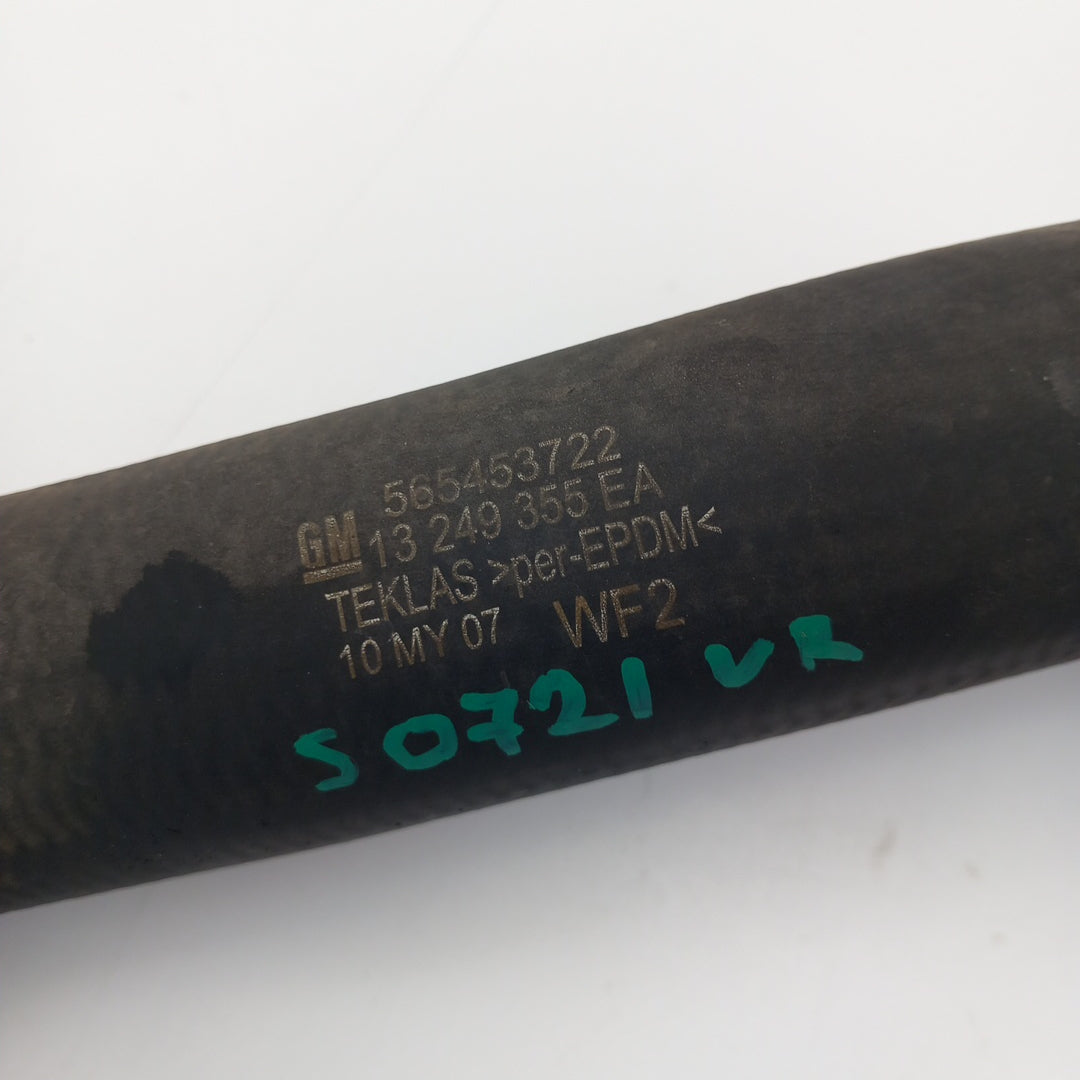 565453722
GM 13 249 355 EA
TEKLAS >per-EPDM<
10 MY 07 WF2
S0721 VR